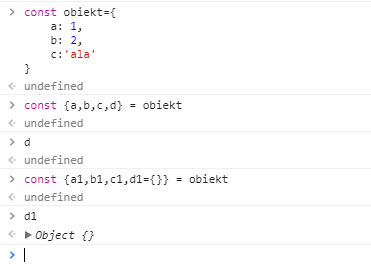 > const obiekt={
a: 1,
b: 2,
c:'ala'
}
< undefined
> const {a,b,c,d} = obiekt
< undefined
> d
< undefined
> const {a1,b1,c1,d1={}} = obiekt
< undefined
> d1
< ▶ Object {}
>